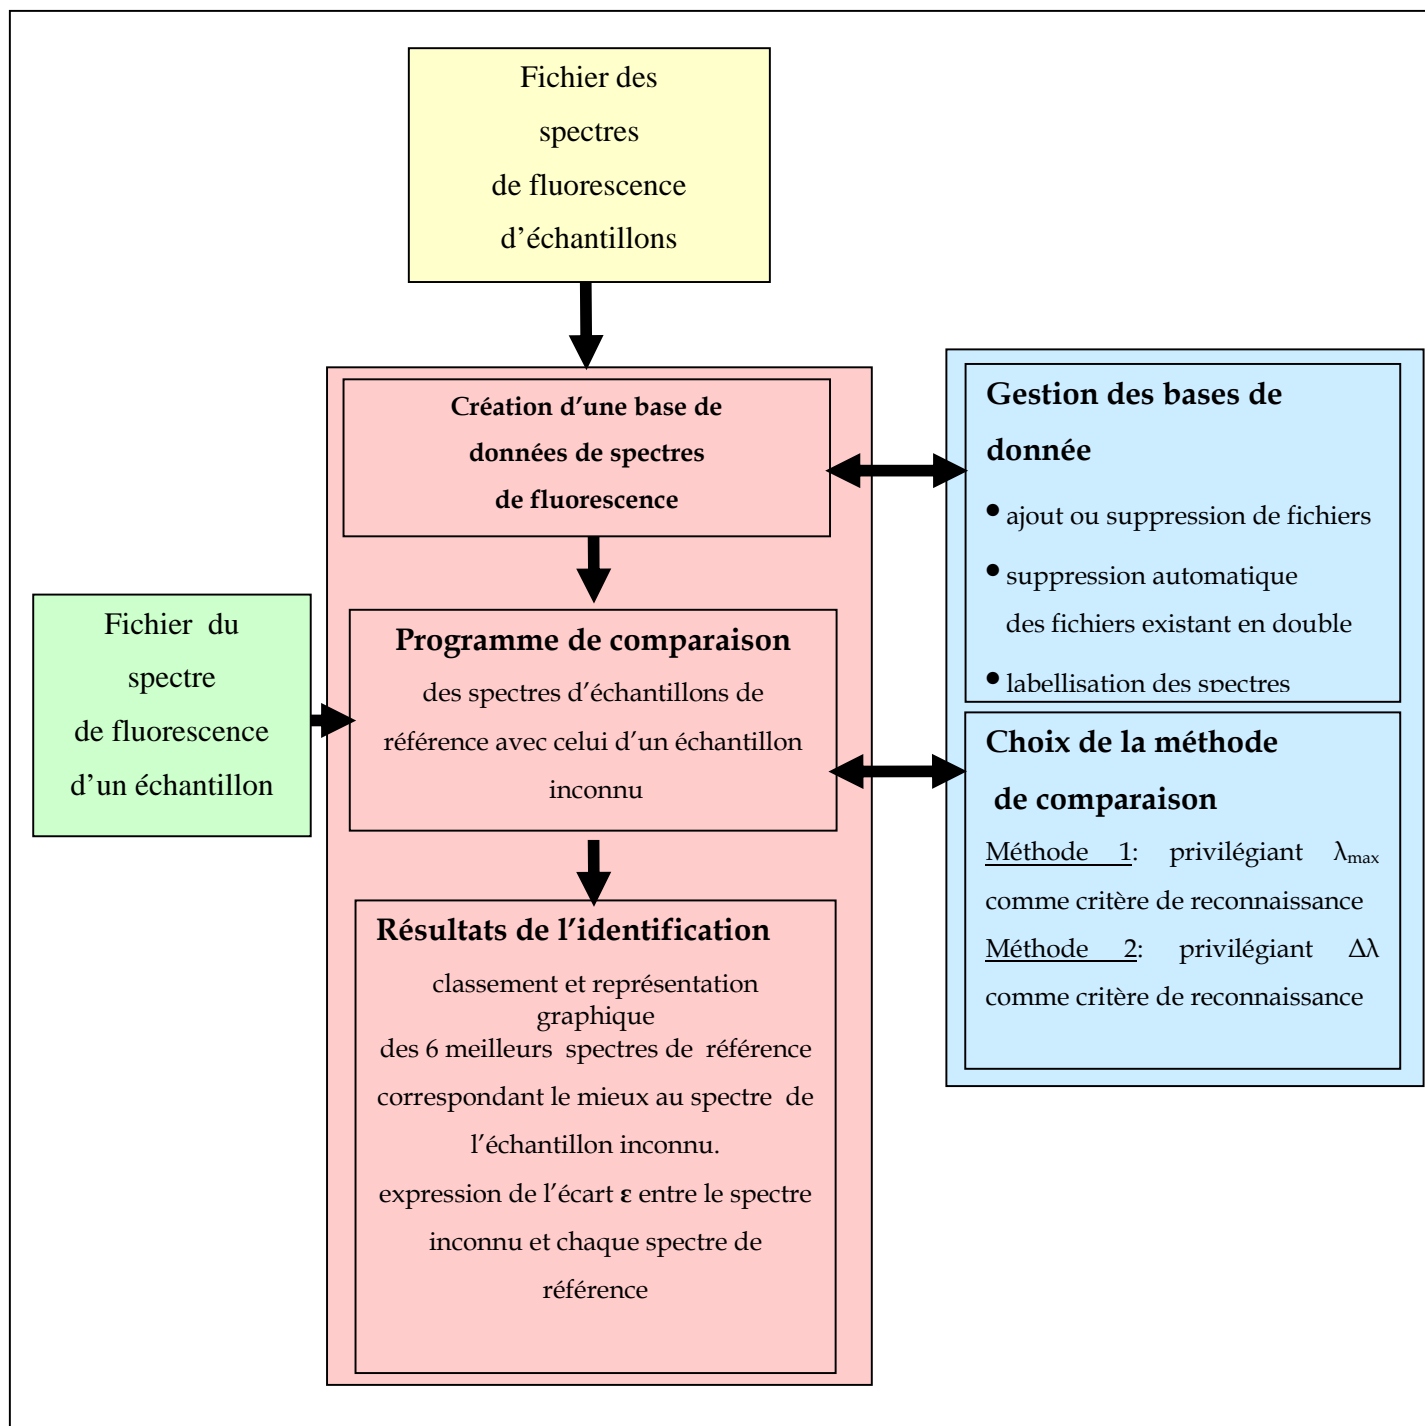 Fichier des
spectres
de fluorescence
d’échantillons
Création d’une base de
données de spectres
de fluorescence
Gestion des bases de
donnée
• ajout ou suppression de fichiers
• suppression automatique
des fichiers existant en double
• labellisation des spectres
Fichier du
spectre
de fluorescence
d’un échantillon
Programme de comparaison
des spectres d’échantillons de
référence avec celui d’un échantillon
inconnu
Choix de la méthode
de comparaison
Méthode 1: privilégiant λmax
comme critère de reconnaissance
Méthode 2: privilégiant Δλ
comme critère de reconnaissance
Résultats de l’identification
classement et représentation
graphique
des 6 meilleurs spectres de référence
correspondant le mieux au spectre de
l’échantillon inconnu.
expression de l’écart ε entre le spectre
inconnu et chaque spectre de
référence